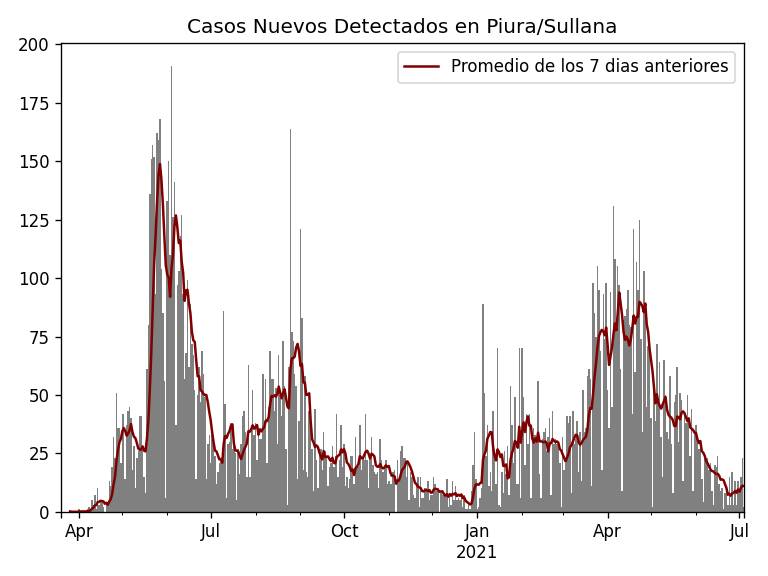 Casos Nuevos Detectados en Piura/Sullana
Promedio de los 7 dias anteriores
200
175
150
125
100
75
50
25
0
Apr
Jul
Oct
Jan
2021
Apr
Jul